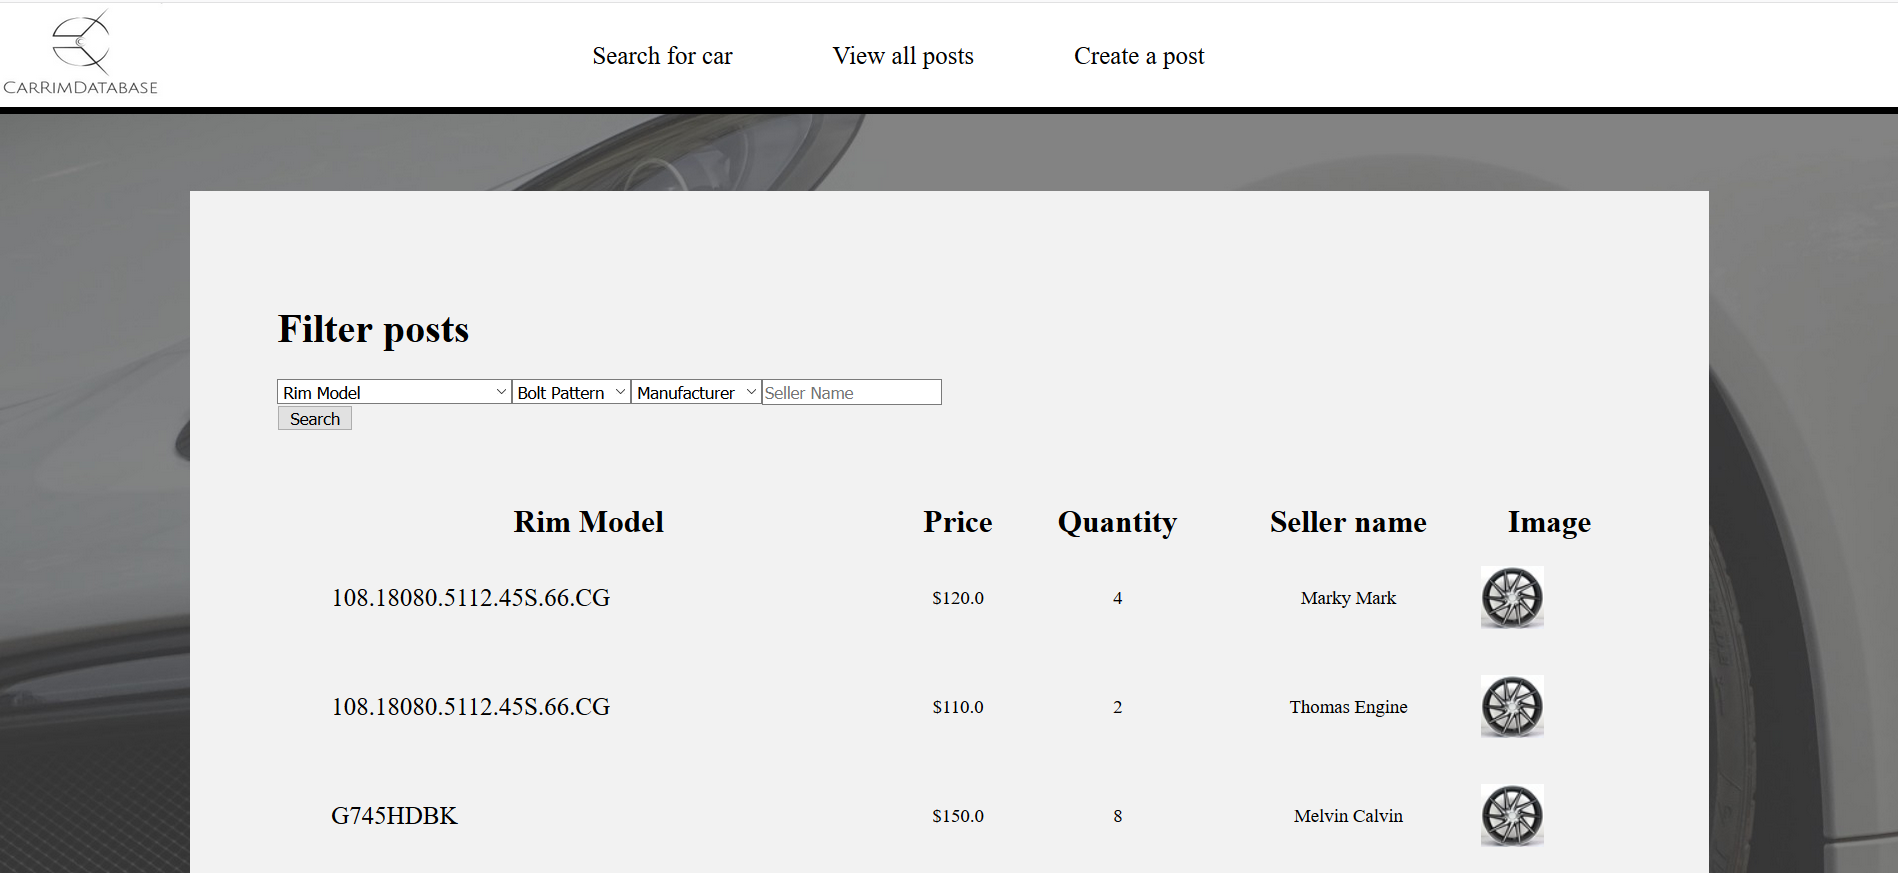 CARRIMDATABASE
Search for car View all posts Create a post
Filter posts
Rim Model Bolt Pattern Manufacturer Seller Name
Search
Rim Model Price Quantity Seller name Image
108.18080.5112.45S.66.CG $120.0 4 Marky Mark
108.18080.5112.45S.66.CG $110.0 2 Thomas Engine
G745HDBK $150.0 8 Melvin Calvin